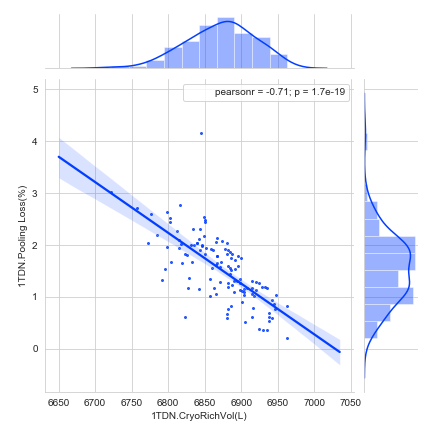 pearsonr = -0.71; p = 1.7e-19
5
4
3
2
1
0
1TDN.Pooling Loss(%)
6650 6700 6750 6800 6850 6900 6950 7000 7050
1TDN.CryoRichVol(L)